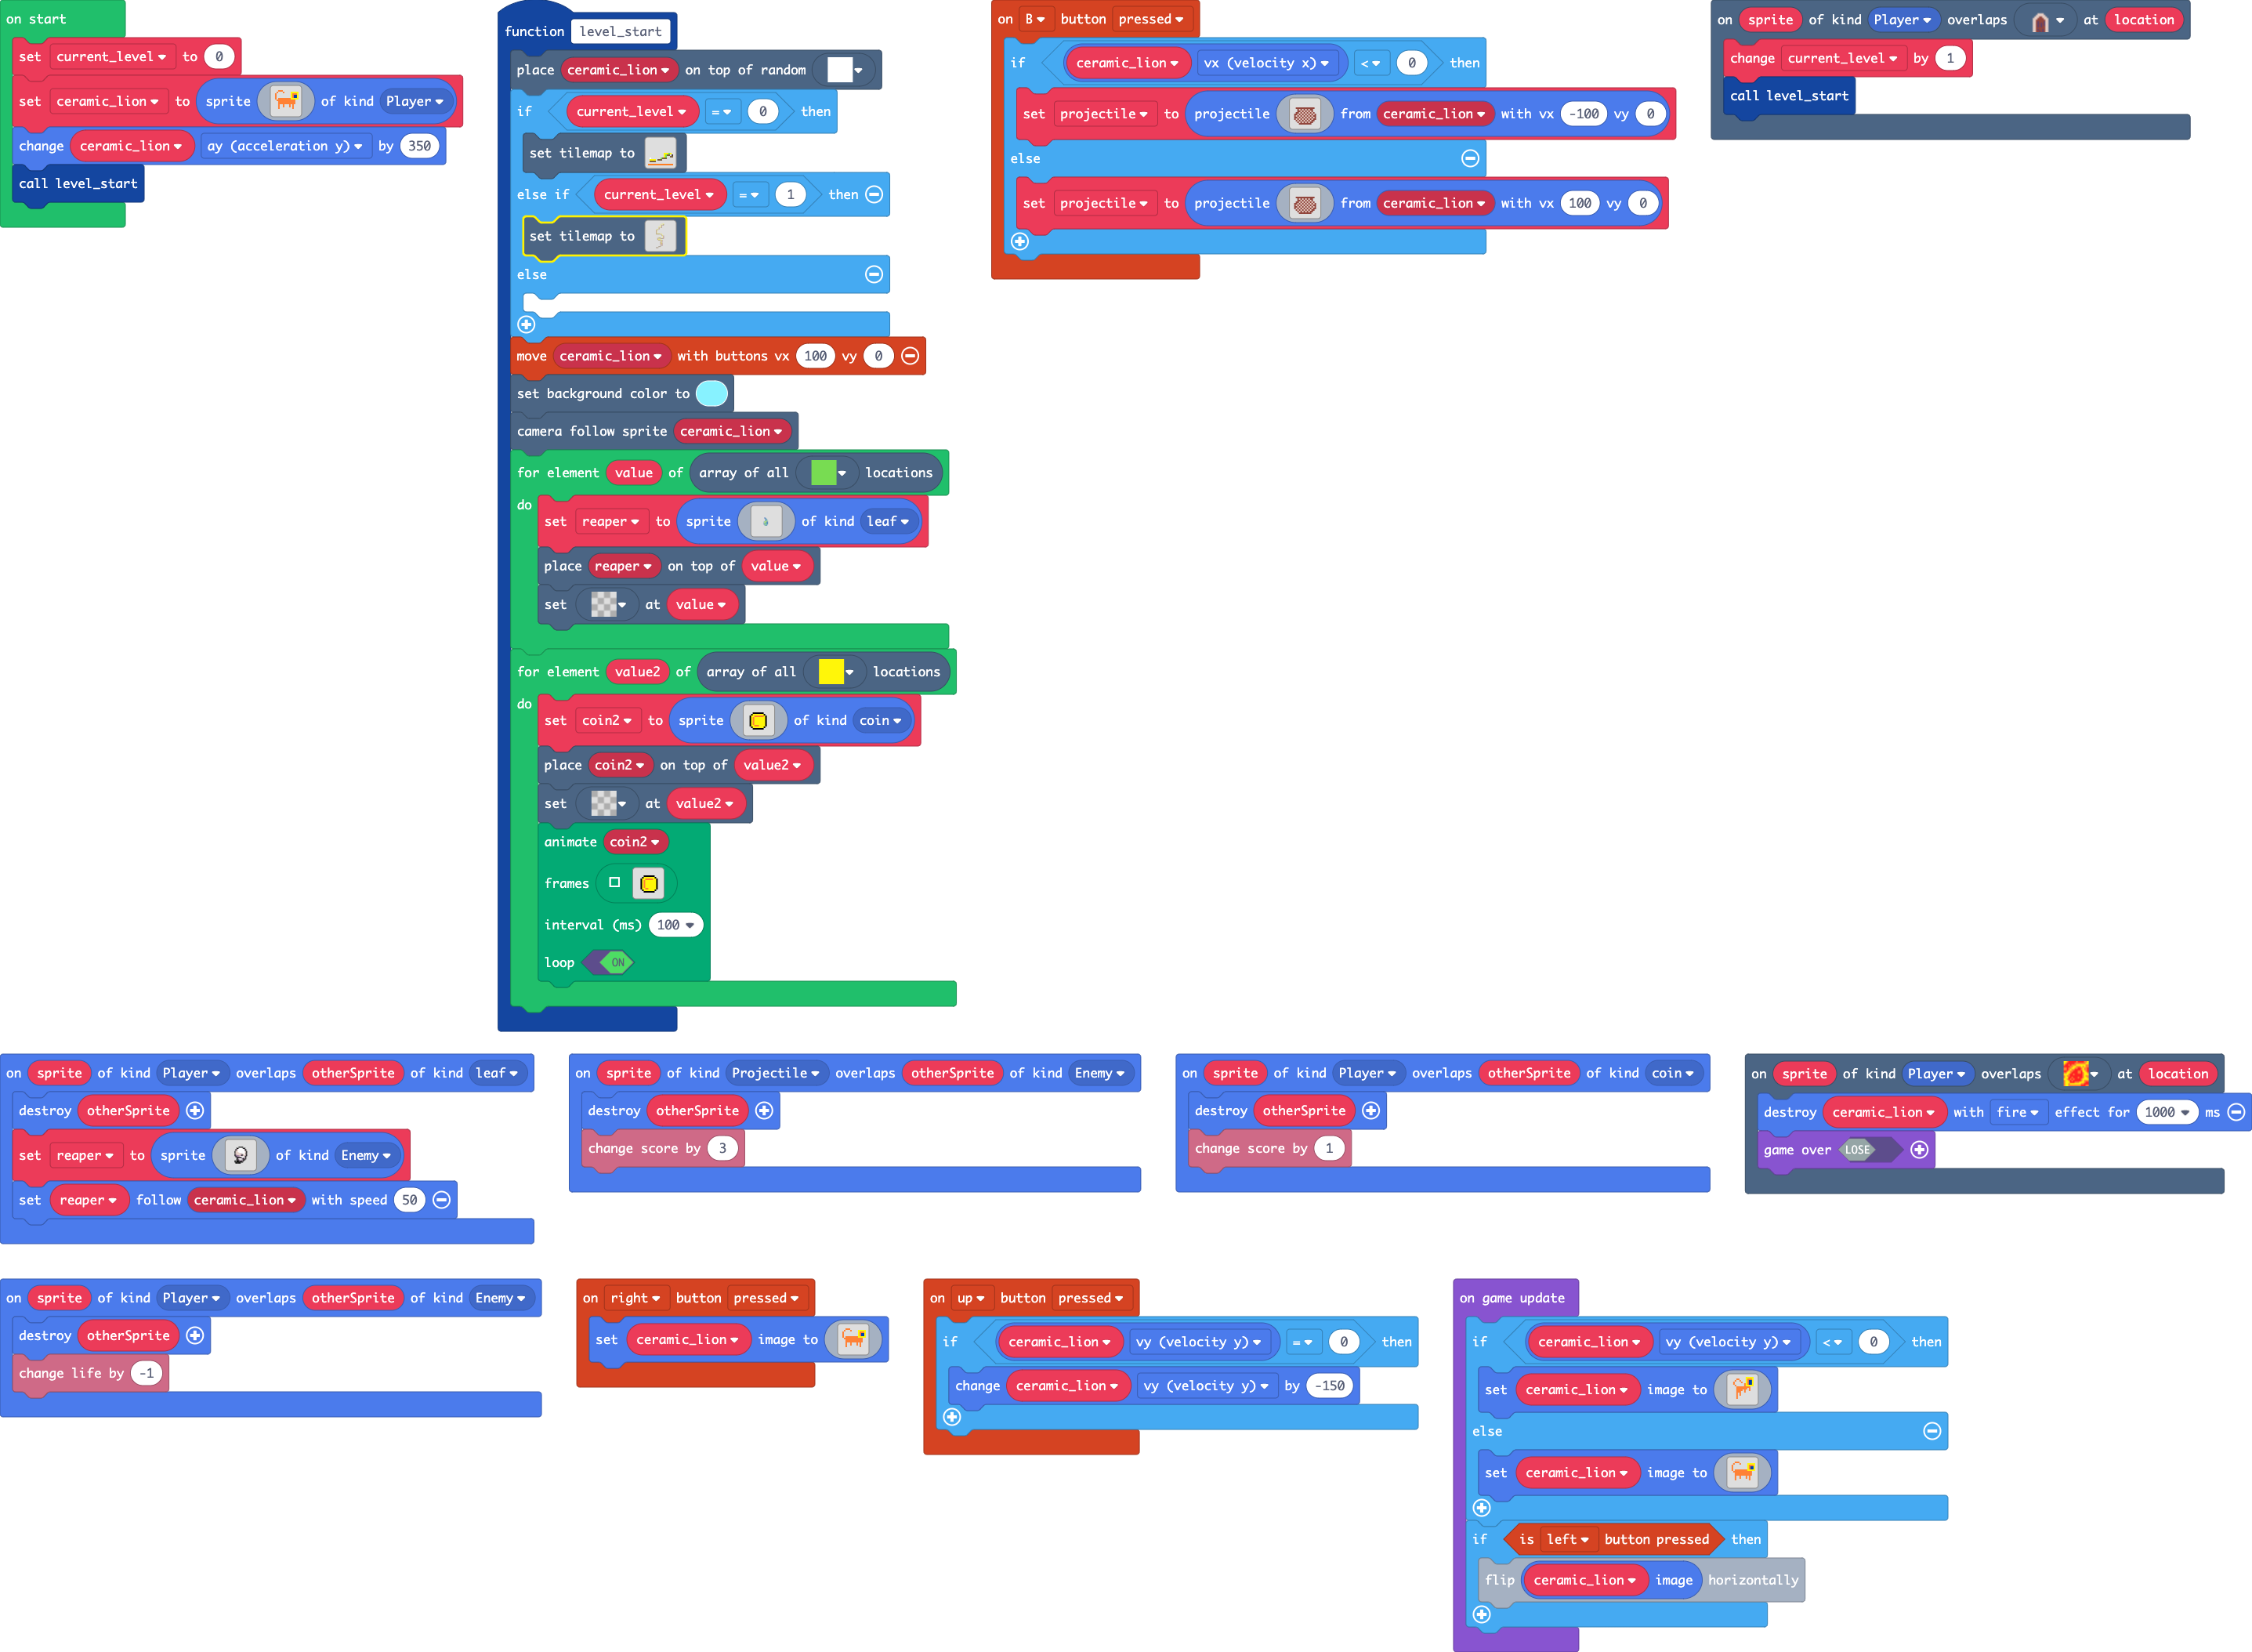 on start
set current_level to 0
set ceramic_lion to sprite of kind Player
change ceramic_lion ay (acceleration y) by 350
call level_start
function level_start
place ceramic_lion on top of random
if current_level = 0 then
set tilemap to
else if current_level = 1 then
set tilemap to
else
move ceramic_lion with buttons vx 100 vy 0
set background color to
camera follow sprite ceramic_lion
for element value of array of all locations
do
set reaper to sprite of kind leaf
place reaper on top of value
set at value
for element value2 of array of all locations
do
set coin2 to sprite of kind coin
place coin2 on top of value2
set at value2
animate coin2
frames
interval (ms) 100
loop ON
on B button pressed
if ceramic_lion vx (velocity x) < 0 then
set projectile to projectile from ceramic_lion with vx -100 vy 0
else
set projectile to projectile from ceramic_lion with vx 100 vy 0
on sprite of kind Player overlaps at location
change current_level by 1
call level_start
on sprite of kind Player overlaps otherSprite of kind leaf
destroy otherSprite
set reaper to sprite of kind Enemy
set reaper follow ceramic_lion with speed 50
on sprite of kind Projectile overlaps otherSprite of kind Enemy
destroy otherSprite
change score by 3
on sprite of kind Player overlaps otherSprite of kind coin
destroy otherSprite
change score by 1
on sprite of kind Player overlaps at location
destroy ceramic_lion with fire effect for 1000 ms
game over LOSE
on sprite of kind Player overlaps otherSprite of kind Enemy
destroy otherSprite
change life by -1
on right button pressed
set ceramic_lion image to
on up button pressed
if ceramic_lion vy (velocity y) = 0 then
change ceramic_lion vy (velocity y) by -150
on game update
if ceramic_lion vy (velocity y) < 0 then
set ceramic_lion image to
else
set ceramic_lion image to
if is left button pressed then
flip ceramic_lion image horizontally